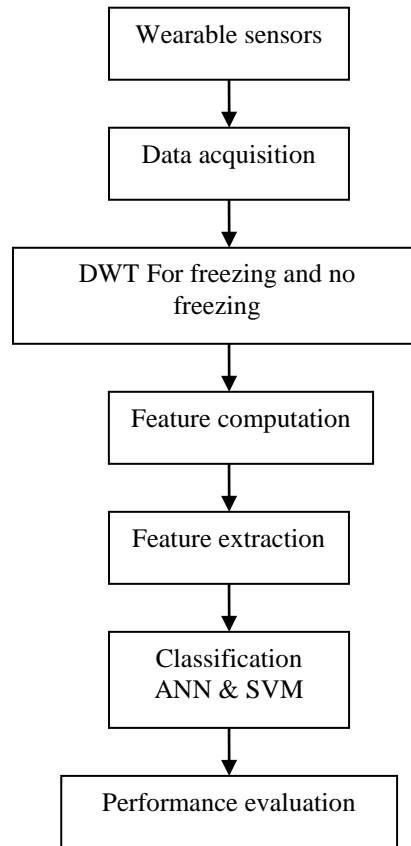 Wearable sensors
Data acquisition
DWT For freezing and no
freezing
Feature computation
Feature extraction
Classification
ANN & SVM
Performance evaluation